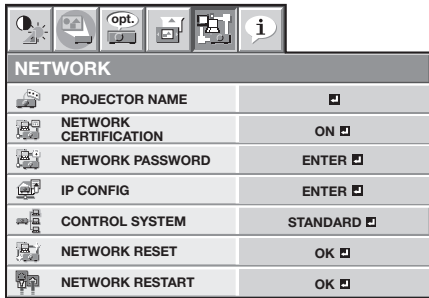 opt.
i
NETWORK
PROJECTOR NAME
NETWORK CERTIFICATION ON
NETWORK PASSWORD ENTER
IP CONFIG ENTER
CONTROL SYSTEM STANDARD
NETWORK RESET OK
NETWORK RESTART OK